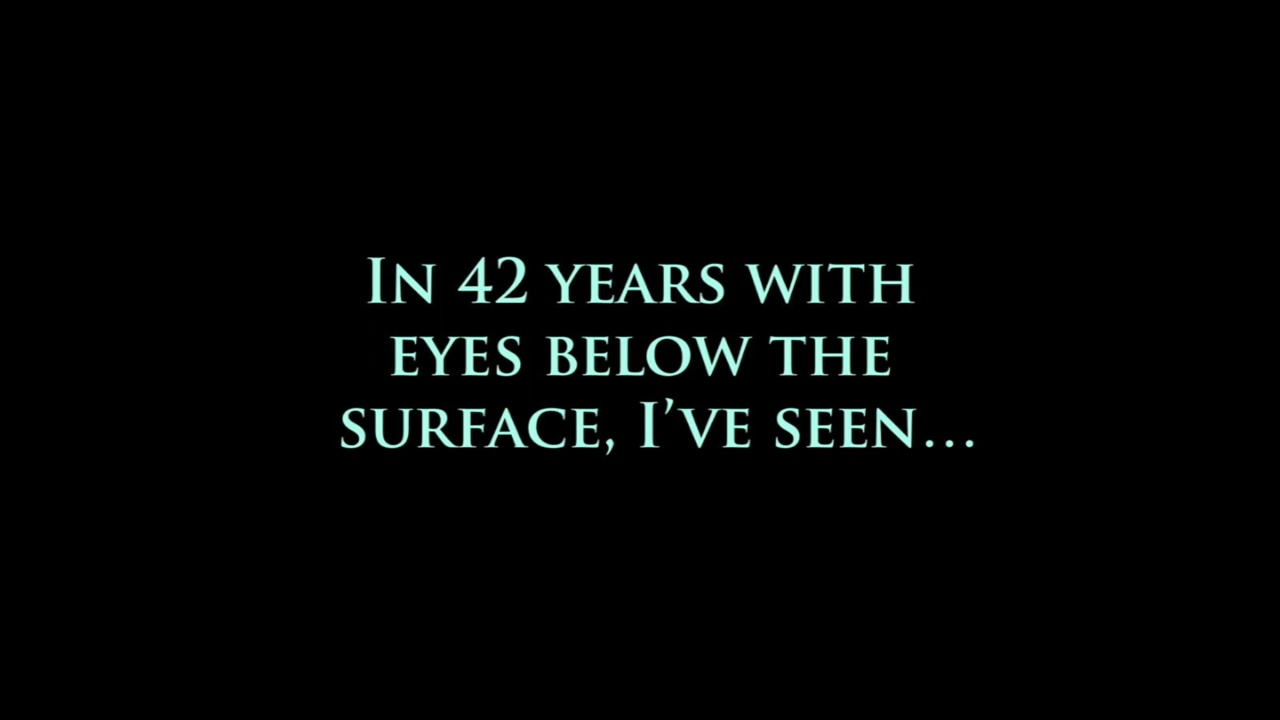 In 42 years with
eyes below the
surface, I’ve seen…